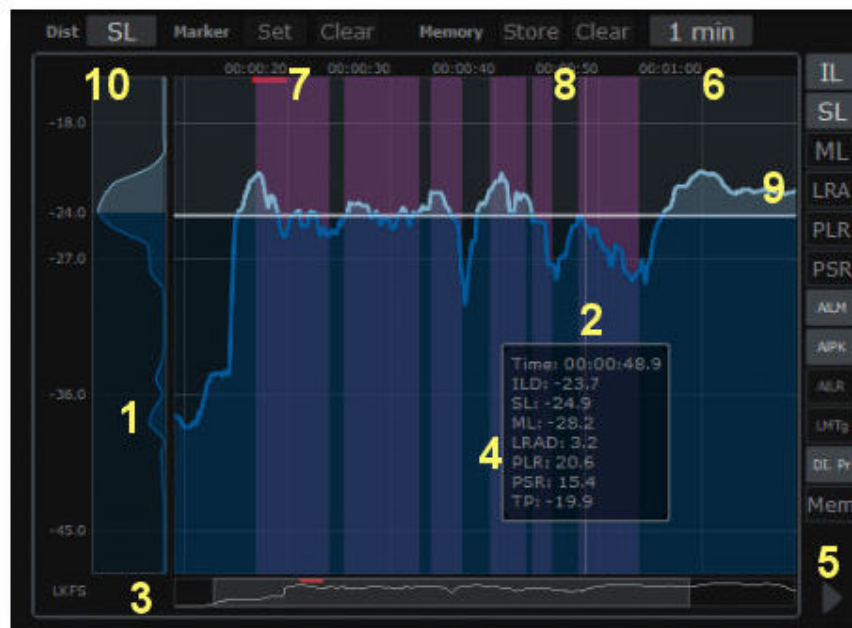 Dist SL Marker Set Clear Memory Store Clear 1 min
10 00:00:20 7 00:00:30 00:00:40 8 00:00:50 00:01:00 6 IL
-18.0 SL
ML
9 LRA
-24.0 PLR
-27.0 PSR
2 AILM
Time: 00:00:48.9 AIPK
ILD: -23.7
-36.0 SL: -24.9 AILR
1 ML: -28.2 LMTg
4 LRAD: 3.2
PLR: 20.6 DI. Pr
PSR: 15.4
TP: -19.9 Mem
-45.0
5
LKFS 3